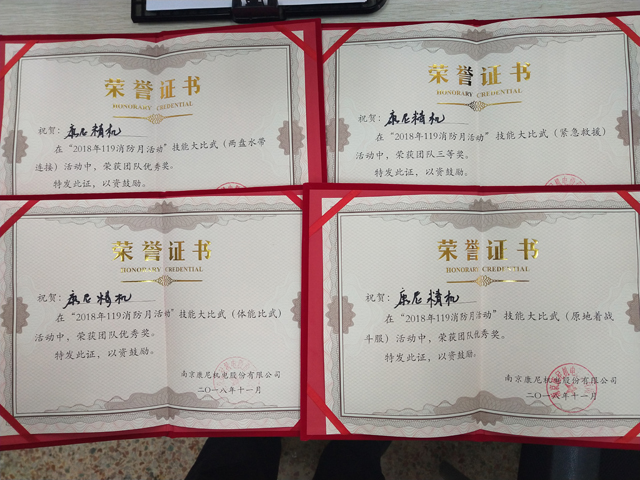 荣誉证书
HONORARY CREDENTIAL
祝贺：康尼精机
在“2018年119消防月活动”技能大比武（两盘水带
连接）活动中，荣获团队优秀奖。
特发此证，以资鼓励。
荣誉证书
HONORARY CREDENTIAL
祝贺：康尼精机
在“2018年119消防月活动”技能大比武（紧急救援）
活动中，荣获团队三等奖。
特发此证，以资鼓励。
荣誉证书
HONORARY CREDENTIAL
祝贺：康尼精机
在“2018年119消防月活动”技能大比武（体能比武）
活动中，荣获团队优秀奖。
特发此证，以资鼓励。
南京康尼机电股份有限公司
二〇一八年十一月
荣誉证书
HONORARY CREDENTIAL
祝贺：康尼精机
在“2018年119消防月活动”技能大比武（原地着战
斗服）活动中，荣获团队优秀奖。
特发此证，以资鼓励。
南京康尼机电股份有限公司
二〇一八年十一月